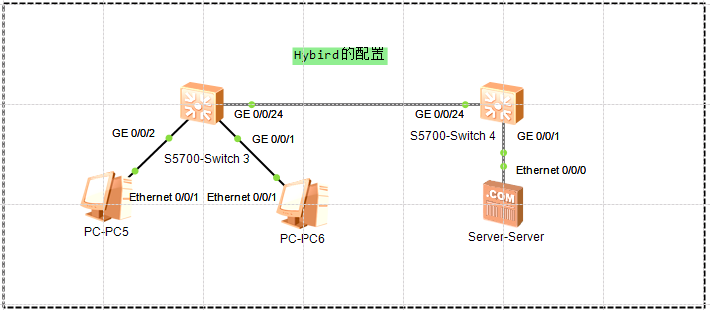 Hybird的配置
GE 0/0/24
GE 0/0/24
GE 0/0/2
GE 0/0/1
S5700-Switch 4
GE 0/0/1
S5700-Switch 3
Ethernet 0/0/0
Ethernet 0/0/1
Ethernet 0/0/1
.COM
PC-PC5
PC-PC6
Server-Server